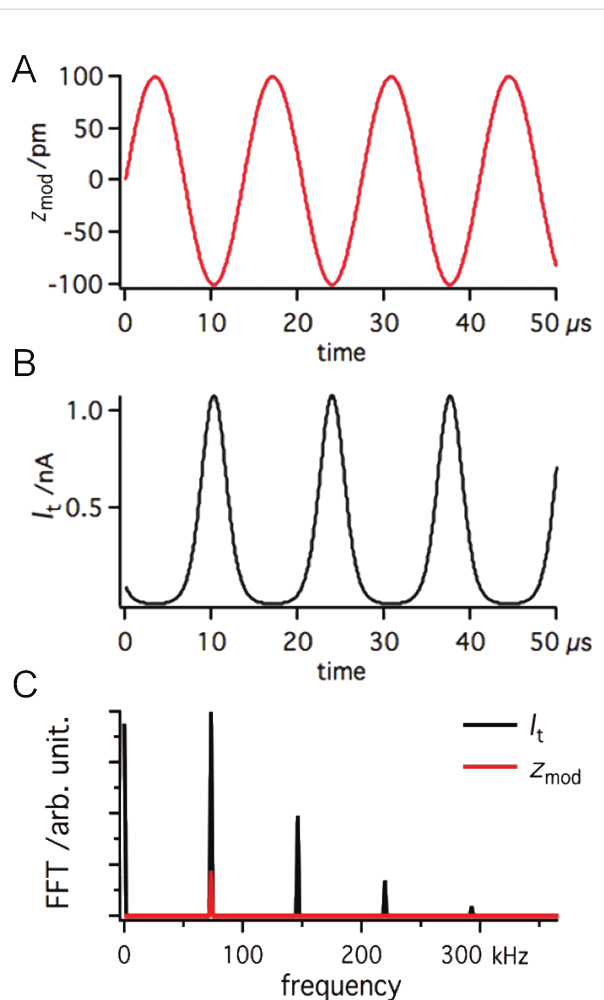 A
100
50
0
-50
-100
z_mod /pm
0 10 20 30 40 50 µs
time
B
1.0
0.5
I_t /nA
0 10 20 30 40 50 µs
time
C
FFT /arb. unit.
I_t
z_mod
0 100 200 300 kHz
frequency